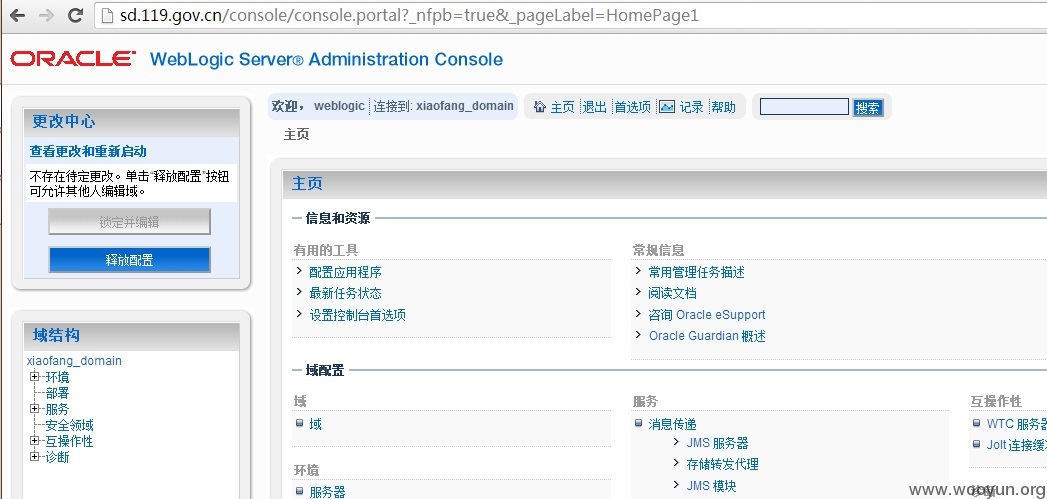 sd.119.gov.cn/console/console.portal?_nfpb=true&_pageLabel=HomePage1
ORACLE® WebLogic Server® Administration Console
更改中心
查看更改和重新启动
不存在待定更改。单击“释放配置”按钮
可允许其他人编辑域。
锁定并编辑
释放配置
域结构
xiaofang_domain
环境
部署
服务
安全领域
互操作性
诊断
欢迎， weblogic 连接到: xiaofang_domain
主页 退出 首选项 记录 帮助
搜索
主页
主页
信息和资源
有用的工具
配置应用程序
最新任务状态
设置控制台首选项
常规信息
常用管理任务描述
阅读文档
咨询 Oracle eSupport
Oracle Guardian 概述
域配置
域
域
环境
服务器
服务
消息传递
JMS 服务器
存储转发代理
JMS 模块
互操作性
WTC 服务器
Jolt 连接缓
www.wooyun.org